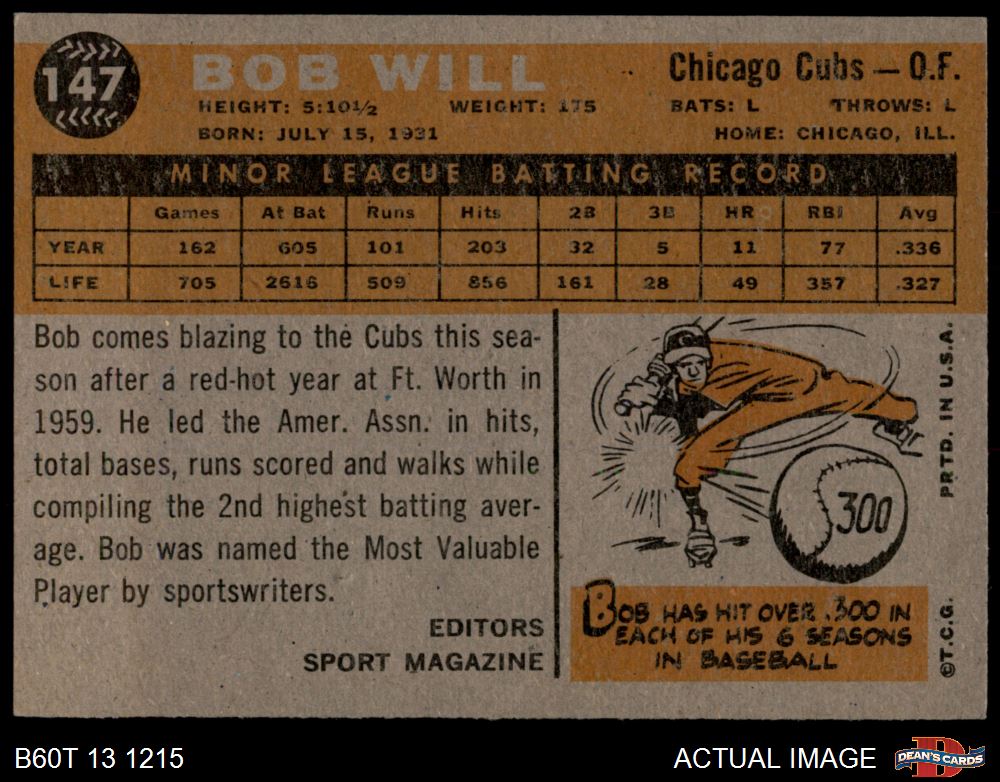 147
BOB WILL
Chicago Cubs — O.F.
HEIGHT: 5:10½ WEIGHT: 175 BATS: L THROWS: L
BORN: JULY 15, 1931 HOME: CHICAGO, ILL.
MINOR LEAGUE BATTING RECORD
Games At Bat Runs Hits 2B 3B HR RBI Avg
YEAR 162 605 101 203 32 5 11 77 .336
LIFE 705 2616 509 856 161 28 49 357 .327
Bob comes blazing to the Cubs this sea-
son after a red-hot year at Ft. Worth in
1959. He led the Amer. Assn. in hits,
total bases, runs scored and walks while
compiling the 2nd highest batting aver-
age. Bob was named the Most Valuable
Player by sportswriters.
EDITORS
SPORT MAGAZINE
300
BOB HAS HIT OVER .300 IN
EACH OF HIS 6 SEASONS
IN BASEBALL
PRTD. IN U.S.A.
©T.C.G.
B60T 13 1215
ACTUAL IMAGE
D
DEAN'S CARDS